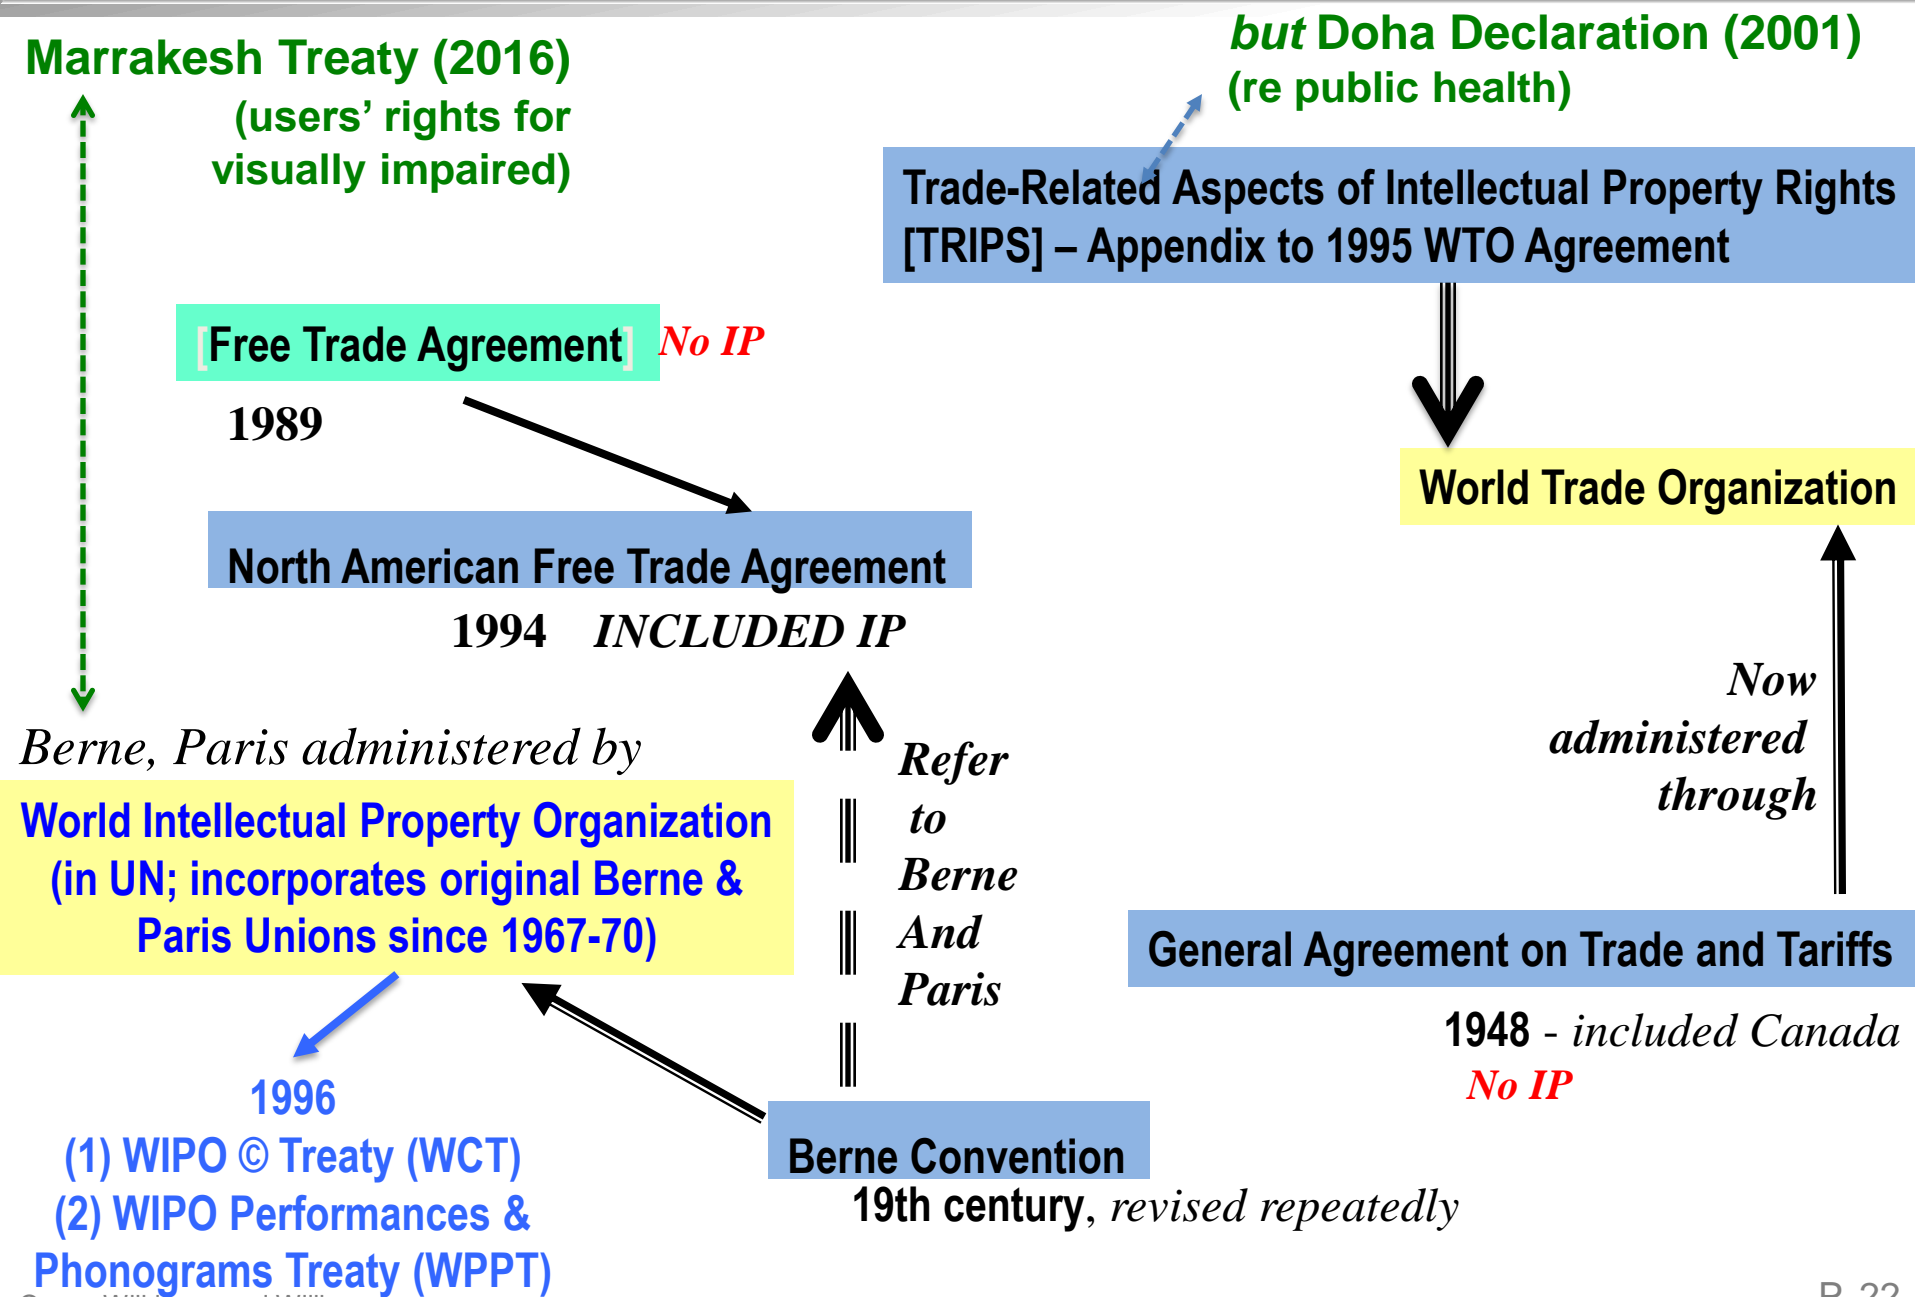 Marrakesh Treaty (2016)
(users’ rights for
visually impaired)
but Doha Declaration (2001)
(re public health)
Trade-Related Aspects of Intellectual Property Rights
[TRIPS] – Appendix to 1995 WTO Agreement
[Free Trade Agreement] No IP
1989
World Trade Organization
North American Free Trade Agreement
1994 INCLUDED IP
Now
administered
through
Berne, Paris administered by
World Intellectual Property Organization
(in UN; incorporates original Berne &
Paris Unions since 1967-70)
Refer
to
Berne
And
Paris
General Agreement on Trade and Tariffs
1948 - included Canada
No IP
1996
(1) WIPO © Treaty (WCT)
(2) WIPO Performances &
Phonograms Treaty (WPPT)
Berne Convention
19th century, revised repeatedly
P. 22